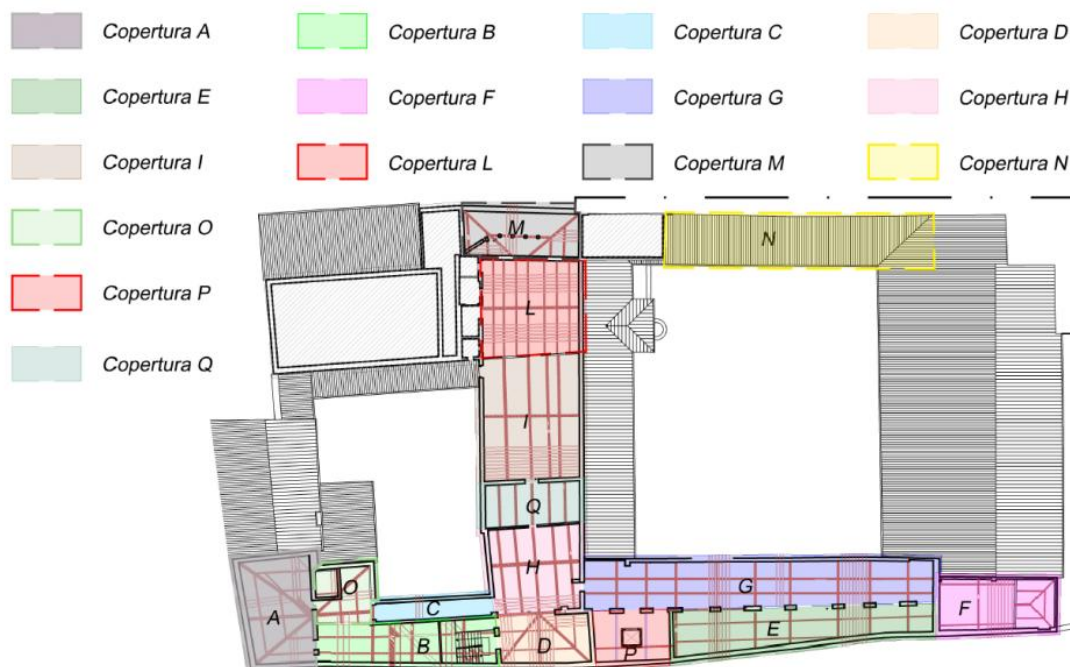 Copertura A
Copertura B
Copertura C
Copertura D
Copertura E
Copertura F
Copertura G
Copertura H
Copertura I
Copertura L
Copertura M
Copertura N
Copertura O
Copertura P
Copertura Q
M
N
L
I
Q
H
O
G
A
C
F
B
D
P
E